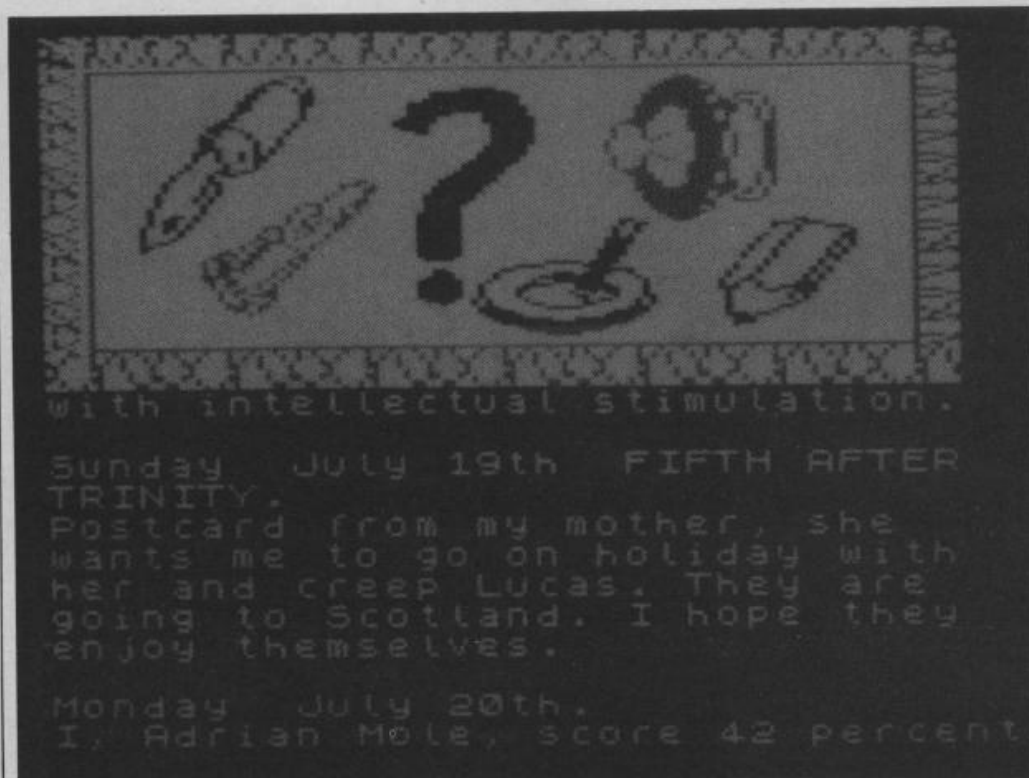 ?
with intellectual stimulation.
Sunday July 19th FIFTH AFTER
TRINITY.
Postcard from my mother, she
wants me to go on holiday with
her and creep Lucas. They are
going to Scotland. I hope they
enjoy themselves.
Monday July 20th.
I, Adrian Mole, score 42 percent